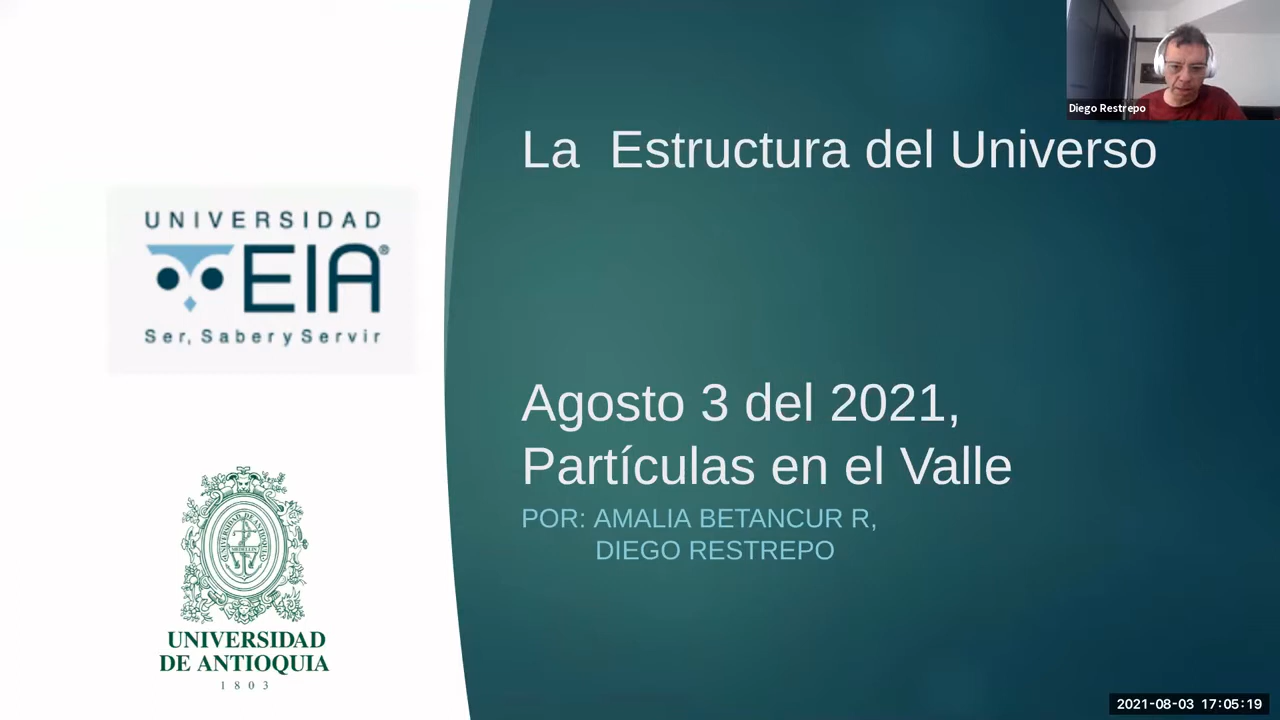 Diego Restrepo
La Estructura del Universo
UNIVERSIDAD
EIA®
Ser, Saber y Servir
Agosto 3 del 2021,
Partículas en el Valle
POR: AMALIA BETANCUR R,
DIEGO RESTREPO
UNIVERSIDAD
DE ANTIOQUIA
1803
2021-08-03 17:05:19